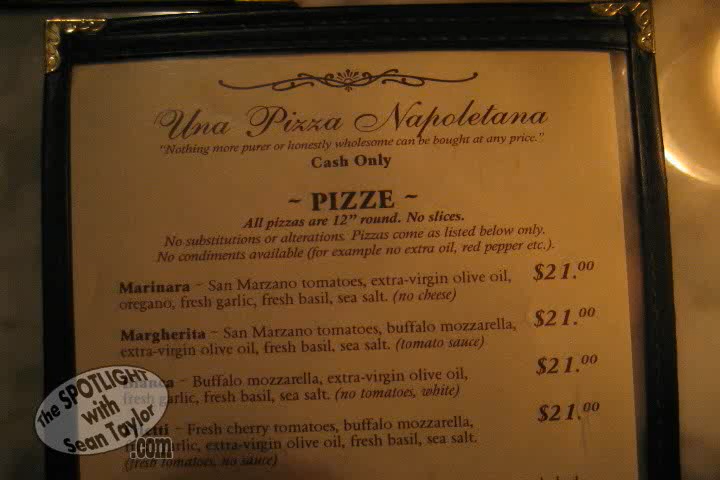 Una Pizza Napoletana
"Nothing more purer or honestly wholesome can be bought at any price."
Cash Only
~ PIZZE ~
All pizzas are 12" round. No slices.
No substitutions or alterations. Pizzas come as listed below only.
No condiments available (for example no extra oil, red pepper etc.).
Marinara ~ San Marzano tomatoes, extra-virgin olive oil, $21.00
oregano, fresh garlic, fresh basil, sea salt. (no cheese)
Margherita ~ San Marzano tomatoes, buffalo mozzarella, $21.00
extra-virgin olive oil, fresh basil, sea salt. (tomato sauce)
Bianca ~ Buffalo mozzarella, extra-virgin olive oil, $21.00
fresh garlic, fresh basil, sea salt. (no tomatoes, white)
~ Fresh cherry tomatoes, buffalo mozzarella, $21.00
garlic, extra-virgin olive oil, fresh basil, sea salt.
(fresh tomatoes, no sauce)
The SPOTLIGHT
with
Sean Taylor
.com